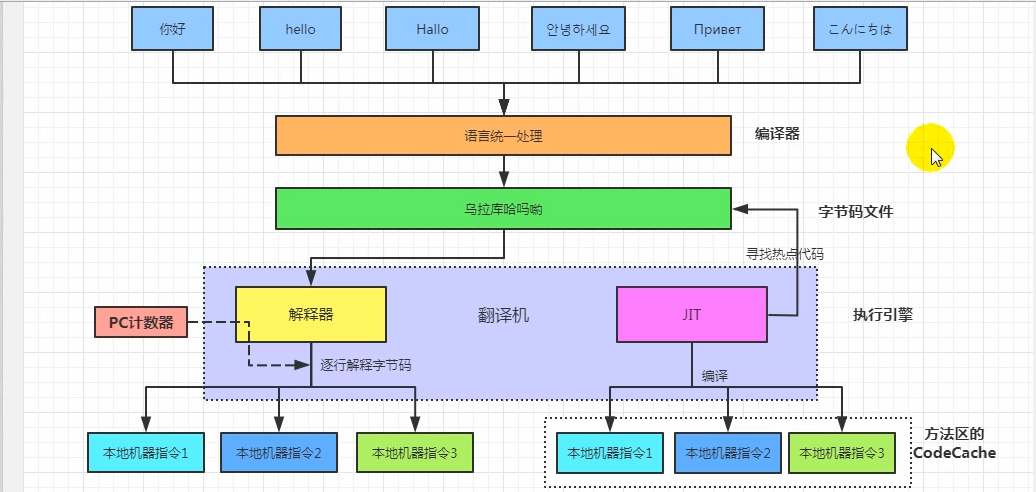 你好
hello
Hallo
안녕하세요
Привет
こんにちは
语言统一处理
编译器
乌拉库哈吗呦
字节码文件
寻找热点代码
解释器
翻译机
JIT
执行引擎
PC计数器
逐行解释字节码
编译
本地机器指令1
本地机器指令2
本地机器指令3
本地机器指令1
本地机器指令2
本地机器指令3
方法区的
CodeCache